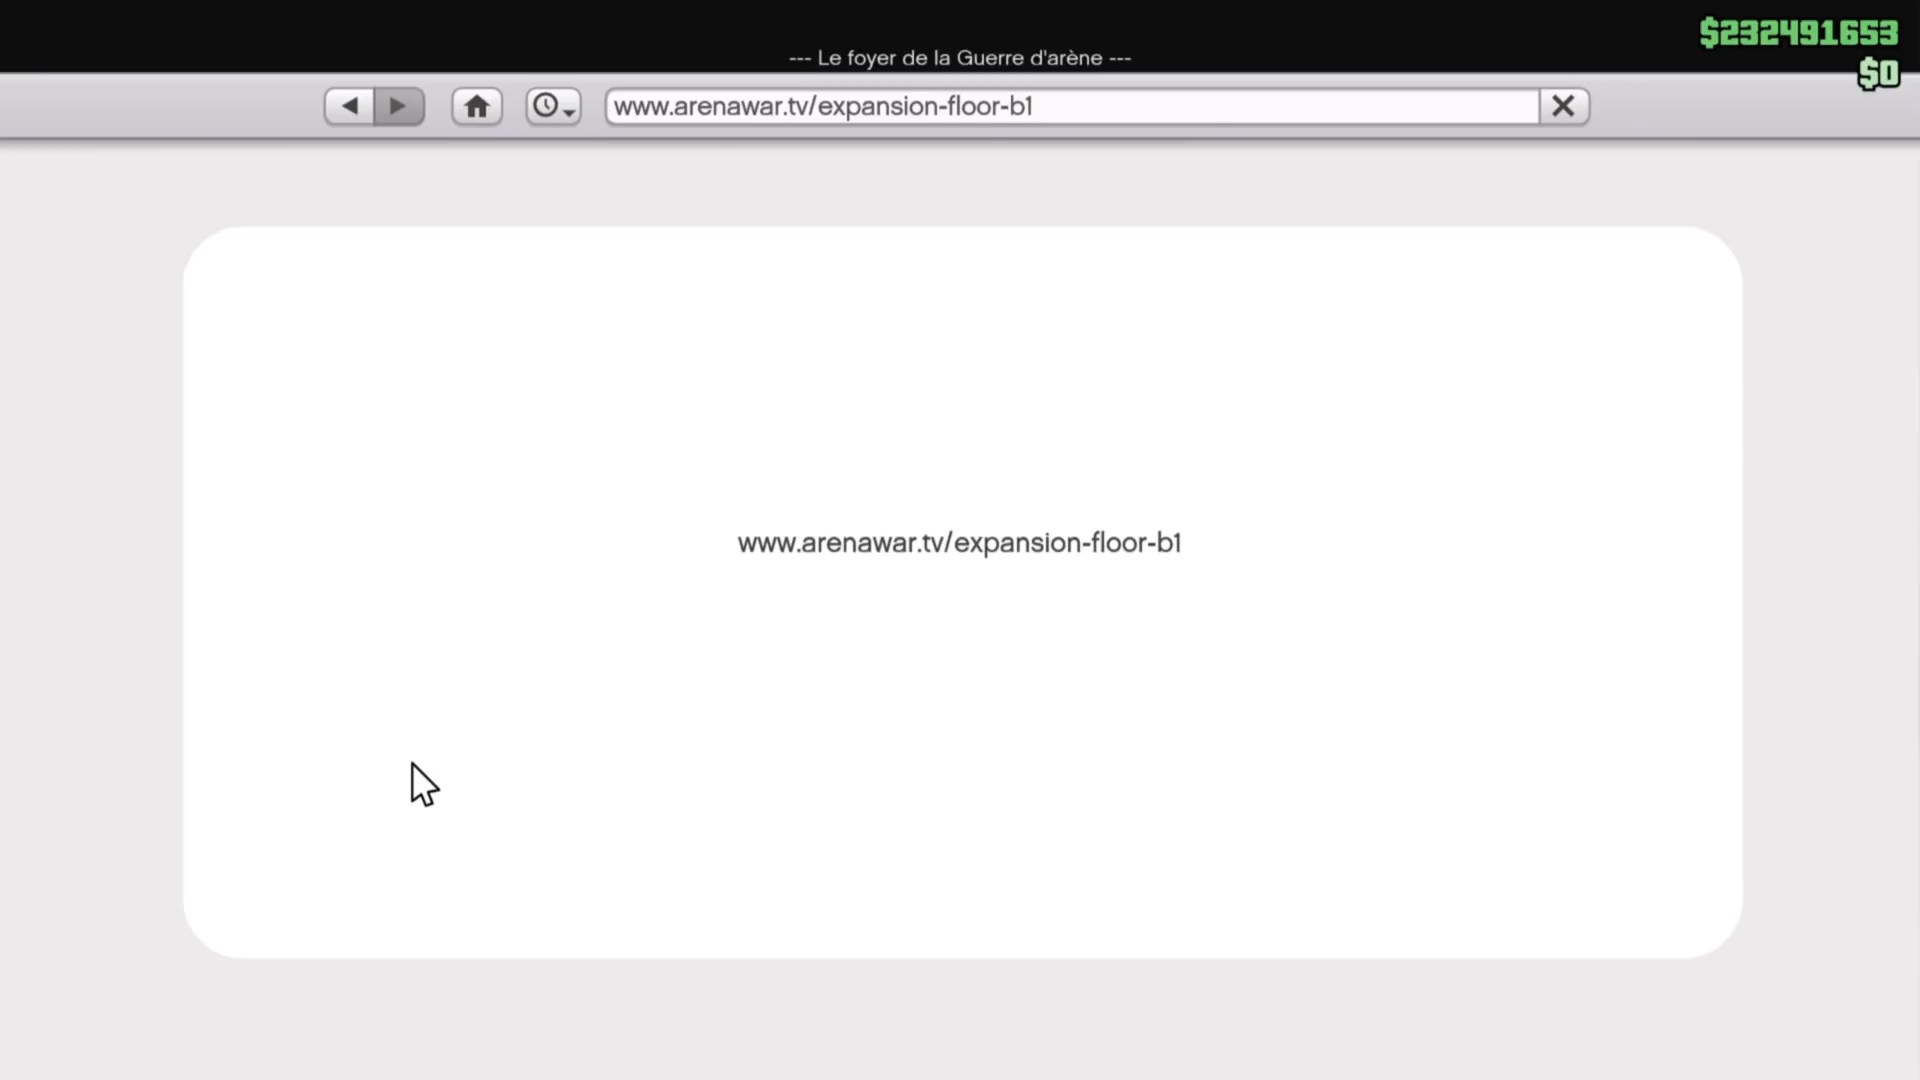 $232491653
--- Le foyer de la Guerre d'arène ---
$0
www.arenawar.tv/expansion-floor-b1
www.arenawar.tv/expansion-floor-b1